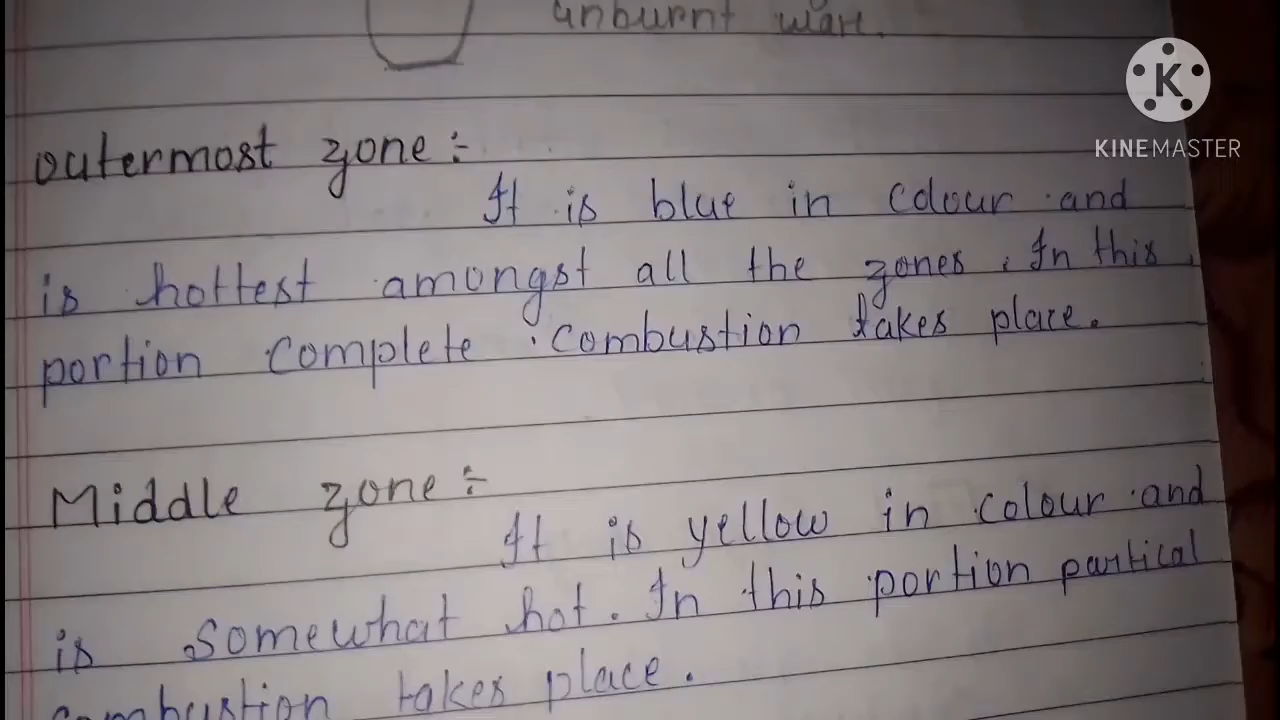 unburnt wax.
K
KINEMASTER
outermost zone :-
It is blue in colour and
is hottest amongst all the zones. In this
portion complete combustion takes place.
Middle zone :-
It is yellow in colour and
is somewhat hot. In this portion partical
combustion takes place.